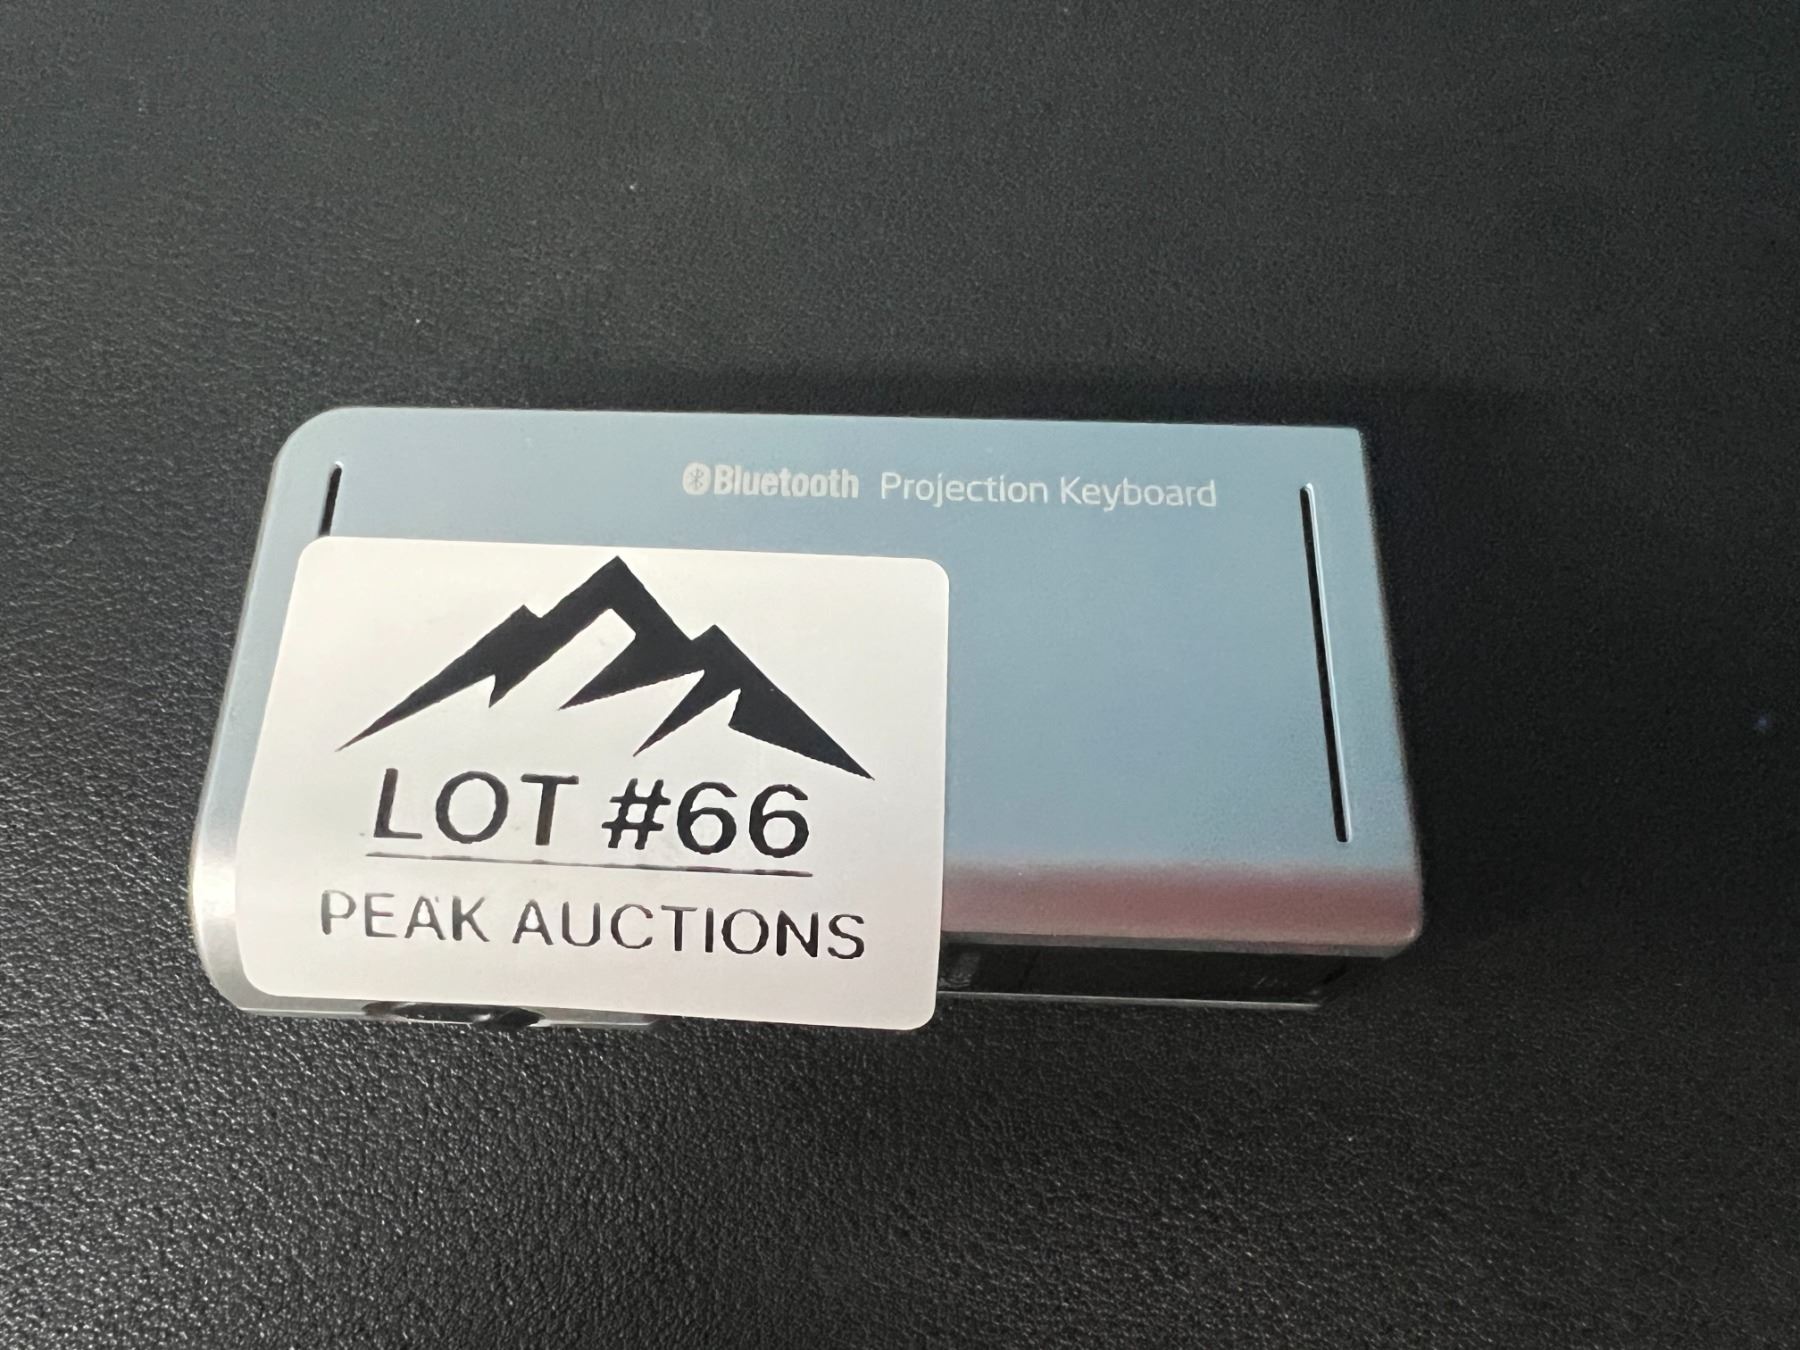 Bluetooth Projection Keyboard
LOT #66
PEAK AUCTIONS